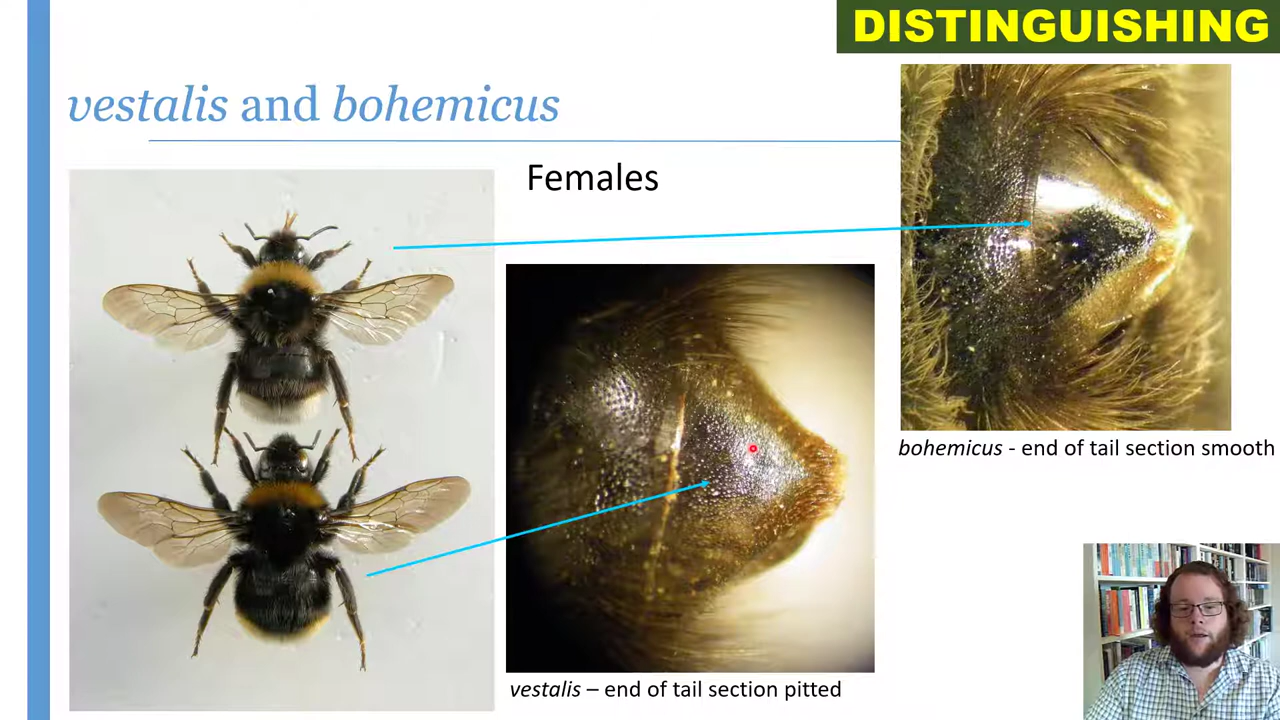 DISTINGUISHING
vestalis and bohemicus
Females
bohemicus - end of tail section smooth
vestalis – end of tail section pitted